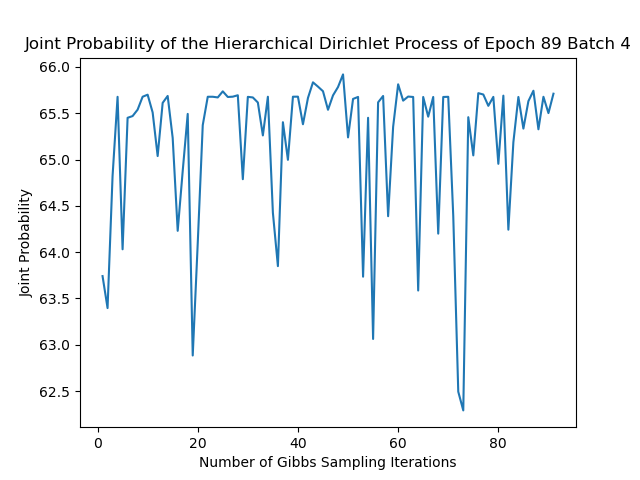 Joint Probability of the Hierarchical Dirichlet Process of Epoch 89 Batch 4
66.0
65.5
65.0
64.5
64.0
63.5
63.0
62.5
Joint Probability
0 20 40 60 80
Number of Gibbs Sampling Iterations